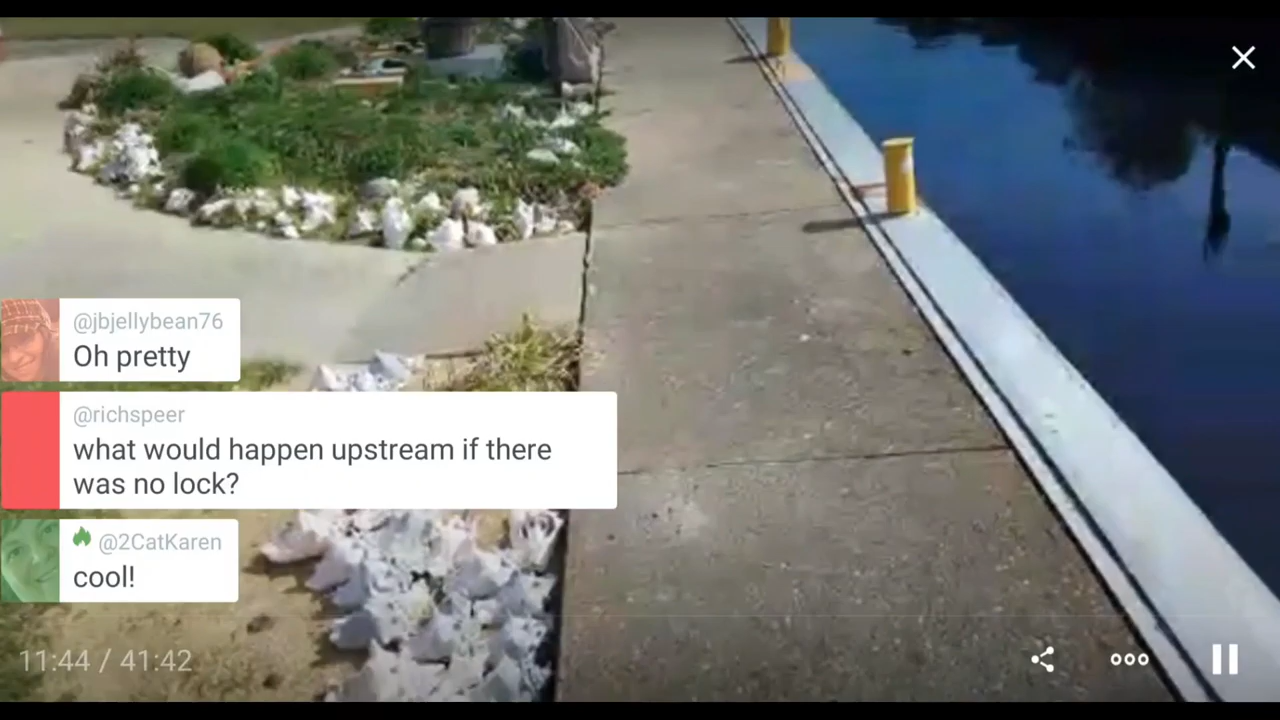 @jbjellybean76
Oh pretty
@richspeer
what would happen upstream if there
was no lock?
@2CatKaren
cool!
11:44 / 41:42